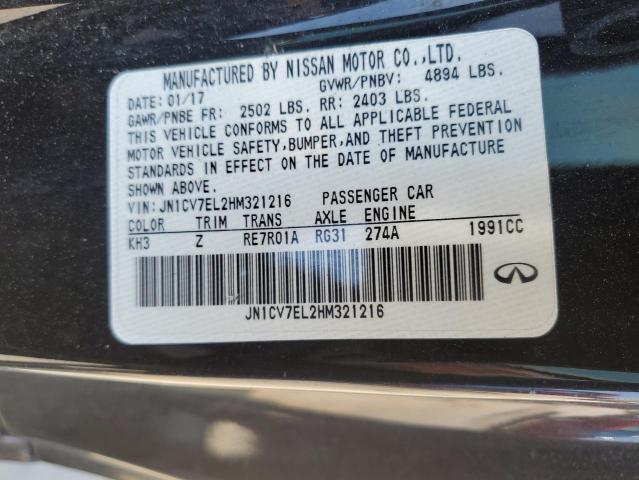 MANUFACTURED BY NISSAN MOTOR CO.,LTD.
DATE: 01/17 GVWR/PNBV: 4894 LBS.
GAWR/PNBE FR: 2502 LBS. RR: 2403 LBS.
THIS VEHICLE CONFORMS TO ALL APPLICABLE FEDERAL
MOTOR VEHICLE SAFETY,BUMPER,AND THEFT PREVENTION
STANDARDS IN EFFECT ON THE DATE OF MANUFACTURE
SHOWN ABOVE.
VIN:JN1CV7EL2HM321216 PASSENGER CAR
COLOR TRIM TRANS AXLE ENGINE
KH3 Z RE7R01A RG31 274A 1991CC
JN1CV7EL2HM321216